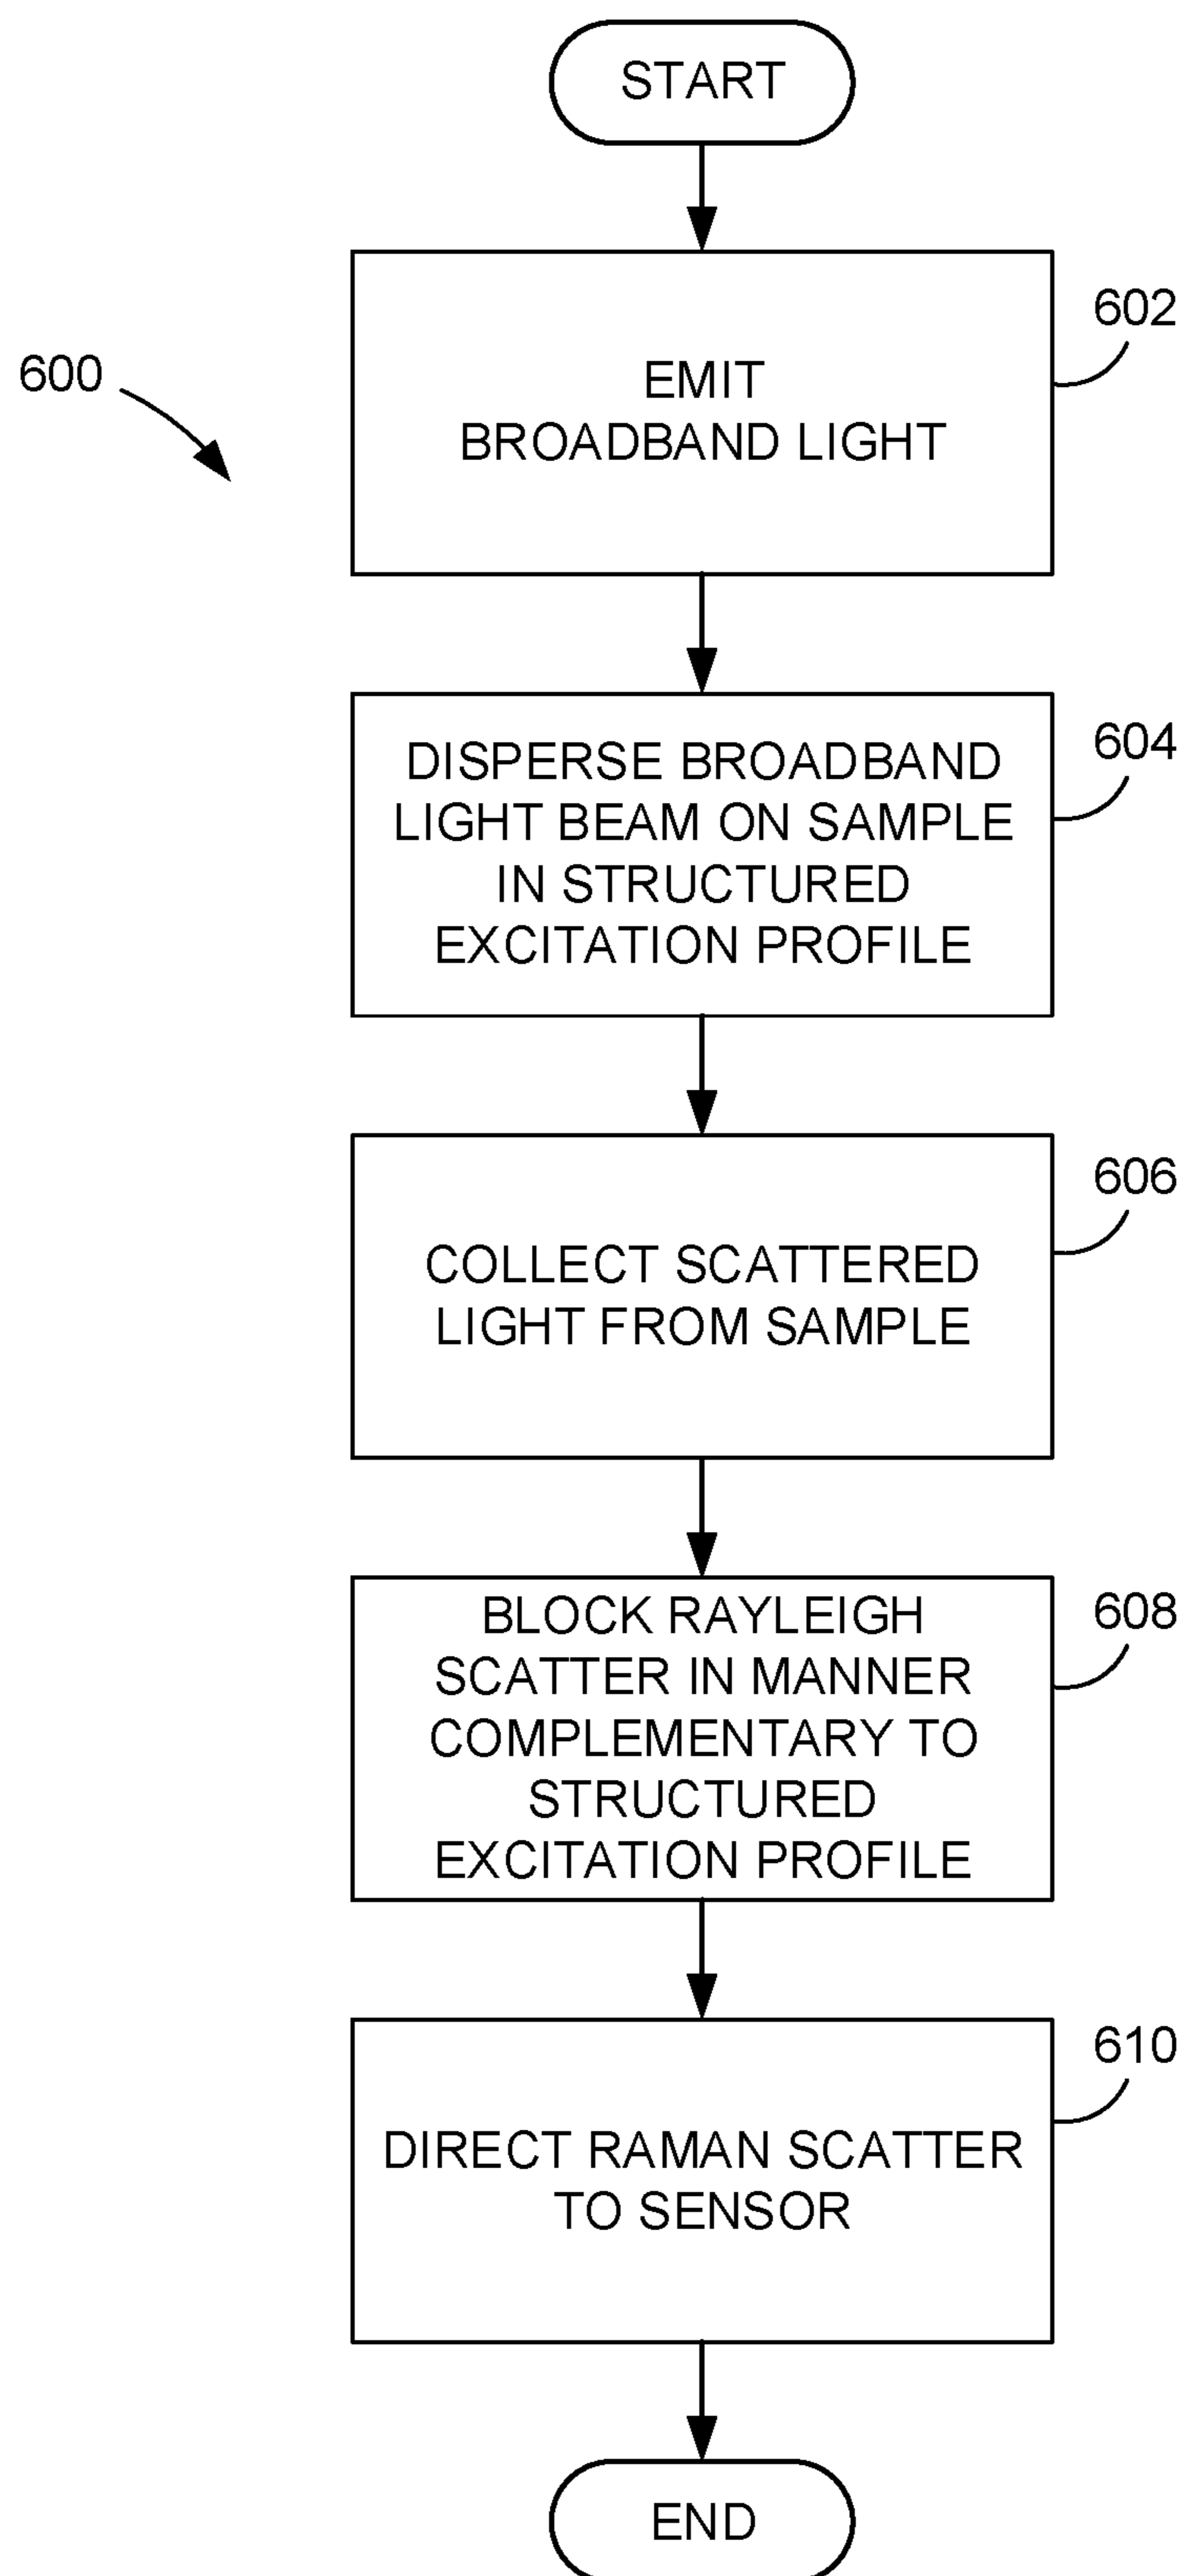 START
600
602
EMIT
BROADBAND LIGHT
604
DISPERSE BROADBAND
LIGHT BEAM ON SAMPLE
IN STRUCTURED
EXCITATION PROFILE
606
COLLECT SCATTERED
LIGHT FROM SAMPLE
608
BLOCK RAYLEIGH
SCATTER IN MANNER
COMPLEMENTARY TO
STRUCTURED
EXCITATION PROFILE
610
DIRECT RAMAN SCATTER
TO SENSOR
END